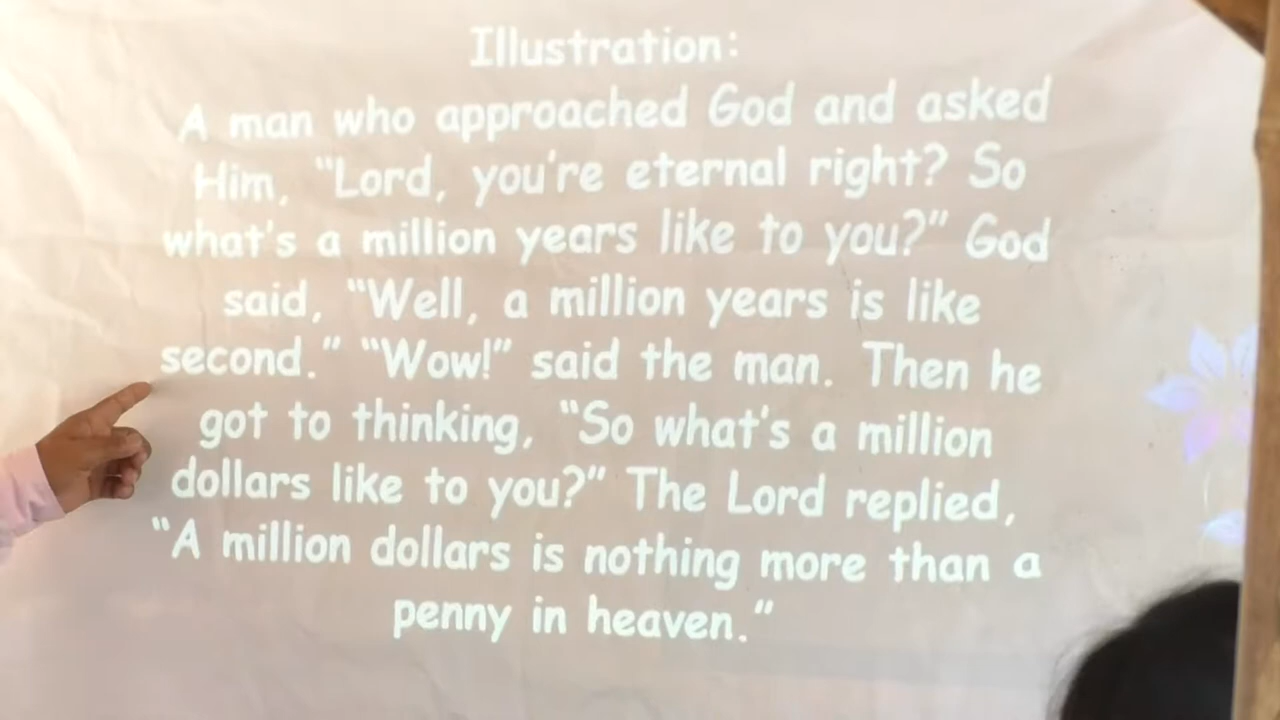 Illustration:
A man who approached God and asked
Him, "Lord, you're eternal right? So
what's a million years like to you?" God
said, "Well, a million years is like
second." "Wow!" said the man. Then he
got to thinking, "So what's a million
dollars like to you?" The Lord replied,
"A million dollars is nothing more than a
penny in heaven."